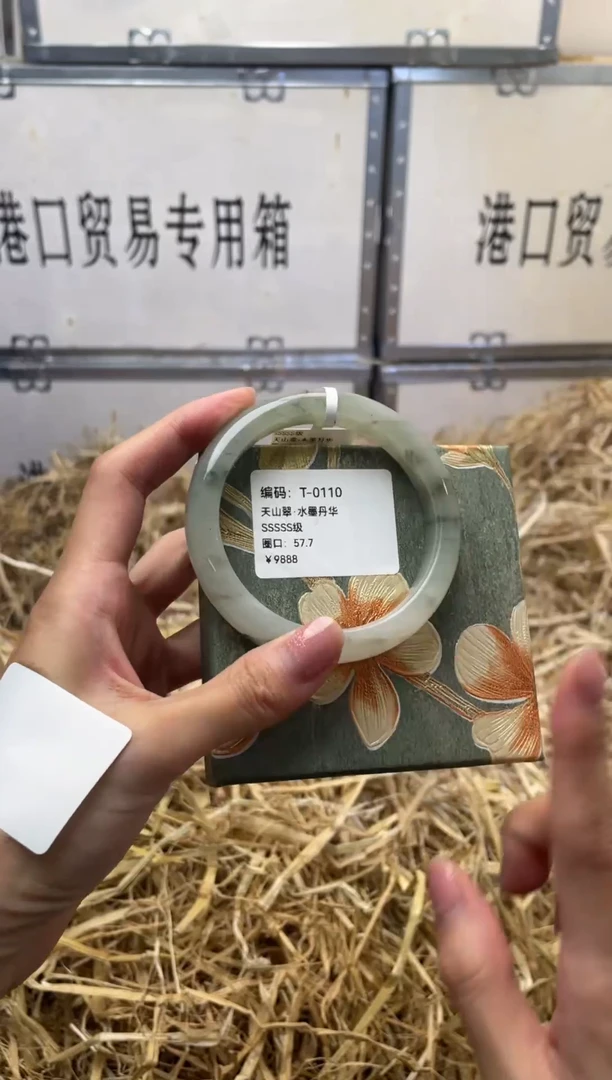 港口贸易专用箱
港口贸
编码：T-0110
天山翠·水墨丹华
SSSSS级
圈口：57.7
￥9888